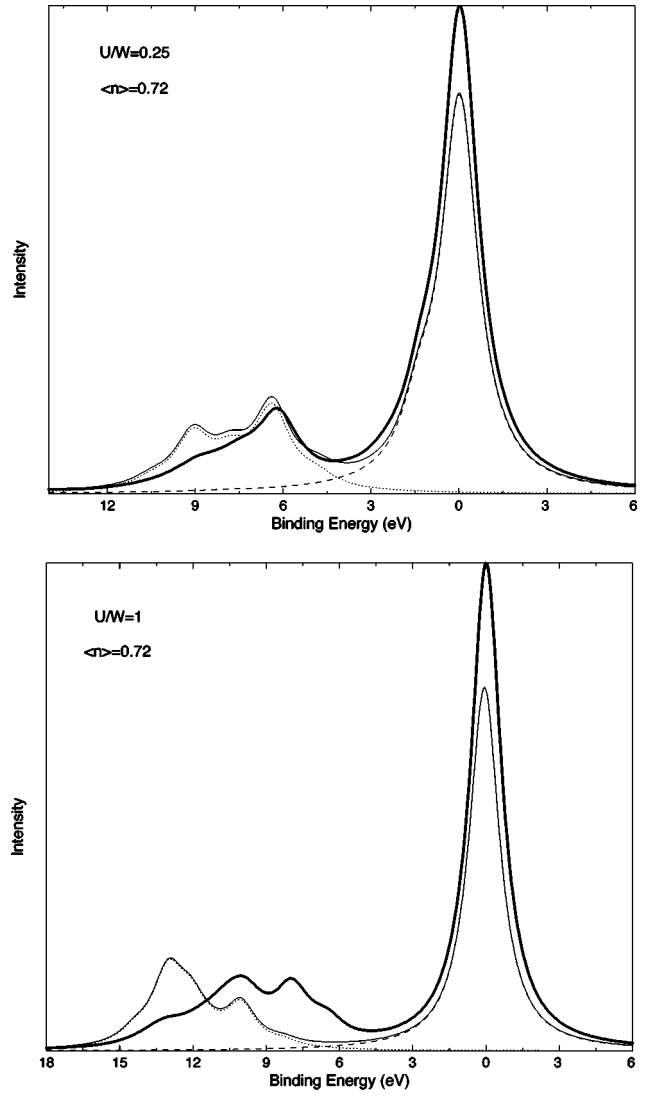 U/W=0.25
<n>=0.72
Intensity
12 9 6 3 0 3 6
Binding Energy (eV)
U/W=1
<n>=0.72
Intensity
18 15 12 9 6 3 0 3 6
Binding Energy (eV)